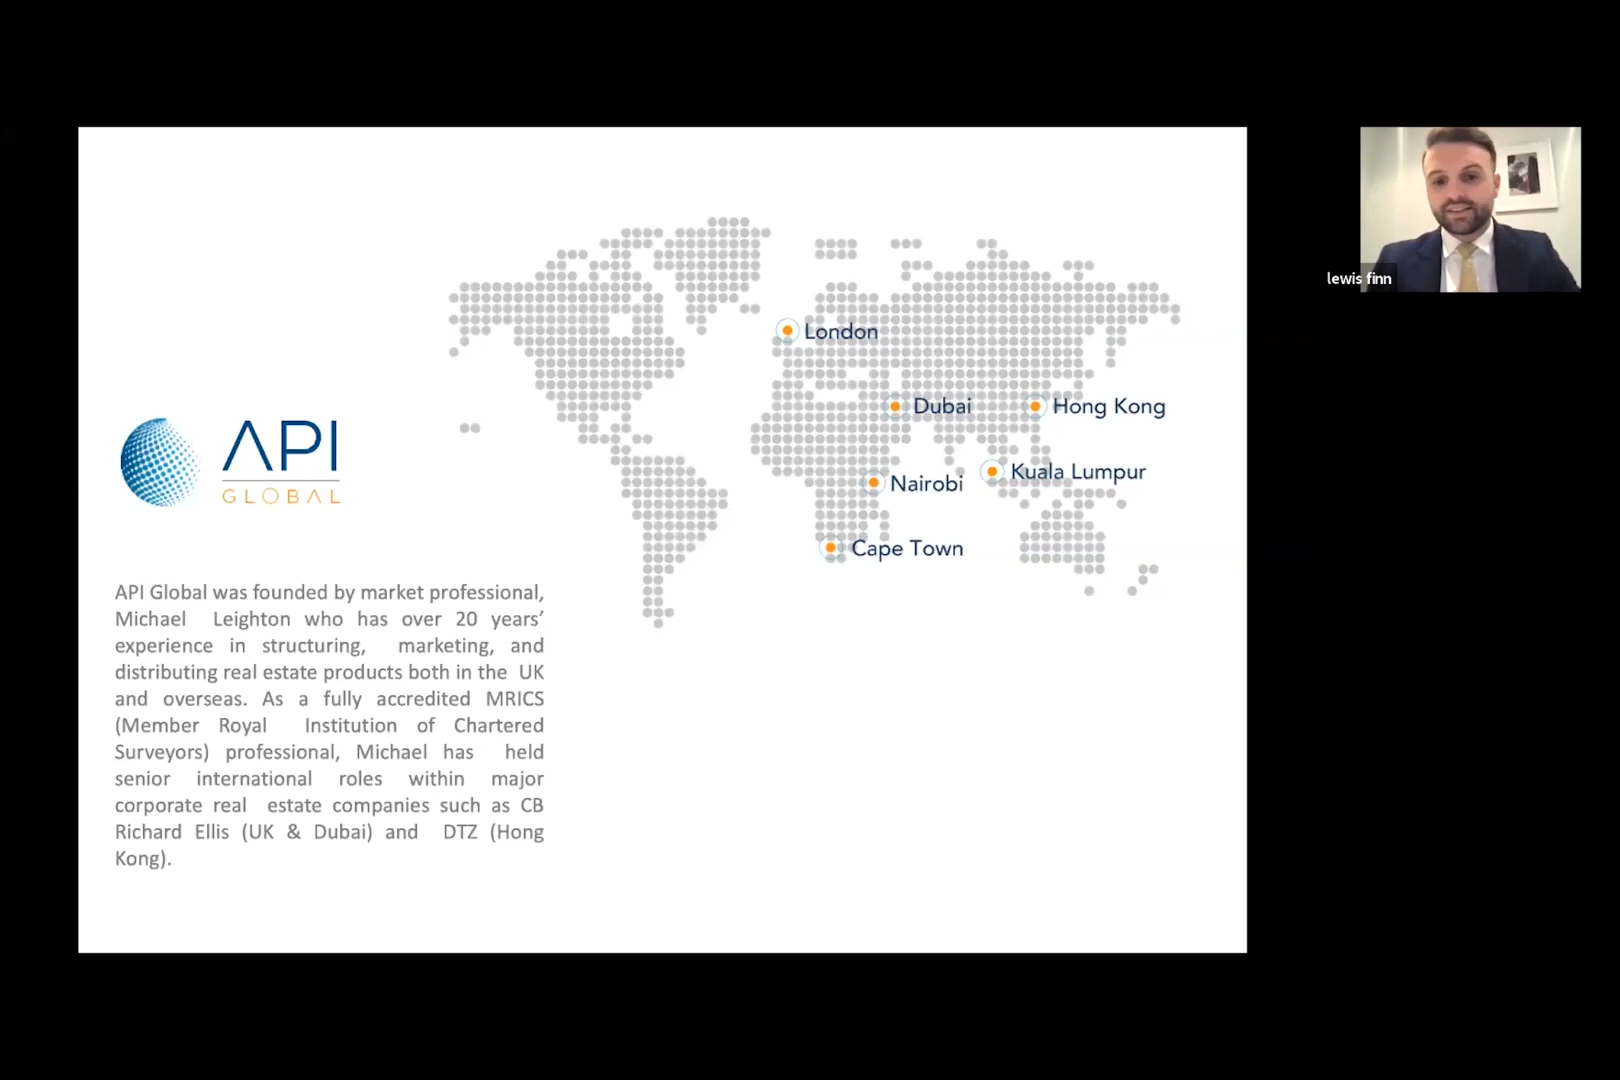 lewis finn
London
Dubai
Hong Kong
Kuala Lumpur
Nairobi
Cape Town
API
GLOBAL
API Global was founded by market professional,
Michael Leighton who has over 20 years’
experience in structuring, marketing, and
distributing real estate products both in the UK
and overseas. As a fully accredited MRICS
(Member Royal Institution of Chartered
Surveyors) professional, Michael has held
senior international roles within major
corporate real estate companies such as CB
Richard Ellis (UK & Dubai) and DTZ (Hong
Kong).